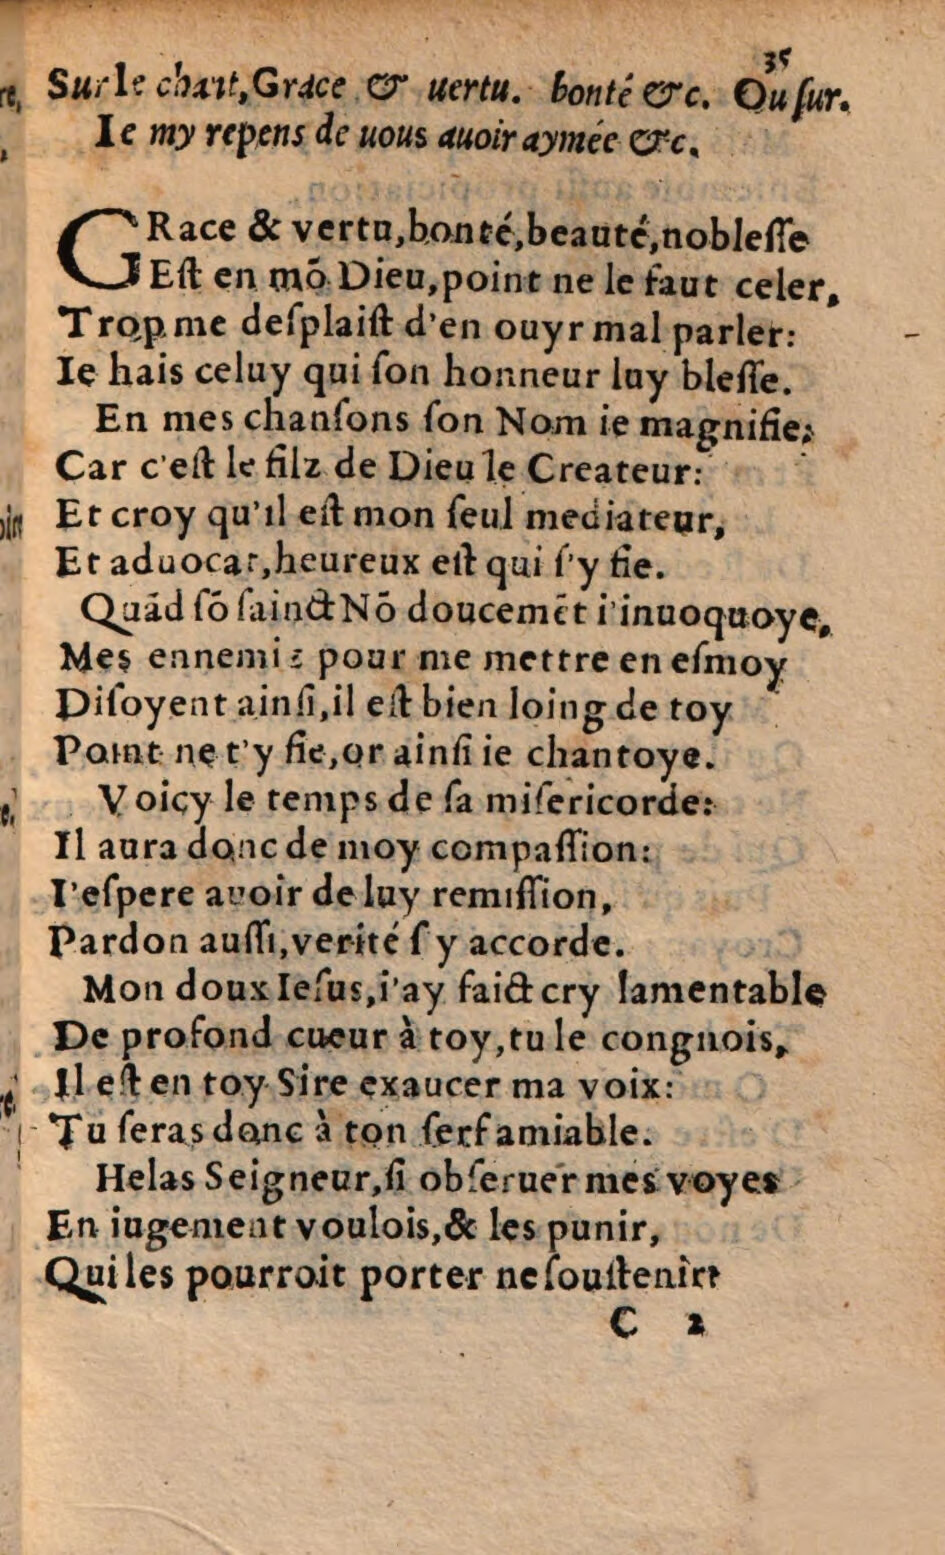 35
Sur le chāt, Grace & uertu. bonté &c. Ou sur.
Ie my repens de uous auoir aymée &c.
GRace & vertu, bonté, beauté, noblesse
Est en mō Dieu, point ne le faut celer,
Trop me desplaist d'en ouyr mal parler:
Ie hais celuy qui son honneur luy blesse.
En mes chansons son Nom ie magnifie;
Car c'est le filz de Dieu le Createur:
Et croy qu'il est mon seul mediateur,
Et aduocat, heureux est qui s'y fie.
Quād sō sainct Nō doucemēt i'inuoquoye,
Mes ennemis pour me mettre en esmoy
Disoyent ainsi, il est bien loing de toy
Point ne t'y fie, or ainsi ie chantoye.
Voicy le temps de sa misericorde:
Il aura donc de moy compassion:
I'espere auoir de luy remission,
Pardon aussi, verité s'y accorde.
Mon doux Iesus, i'ay faict cry lamentable
De profond cueur à toy, tu le congnois,
Il est en toy Sire exaucer ma voix:
Tu seras donc à ton serf amiable.
Helas Seigneur, si obseruer mes voyes
En iugement voulois, & les punir,
Qui les pourroit porter ne soustenir?
C 2